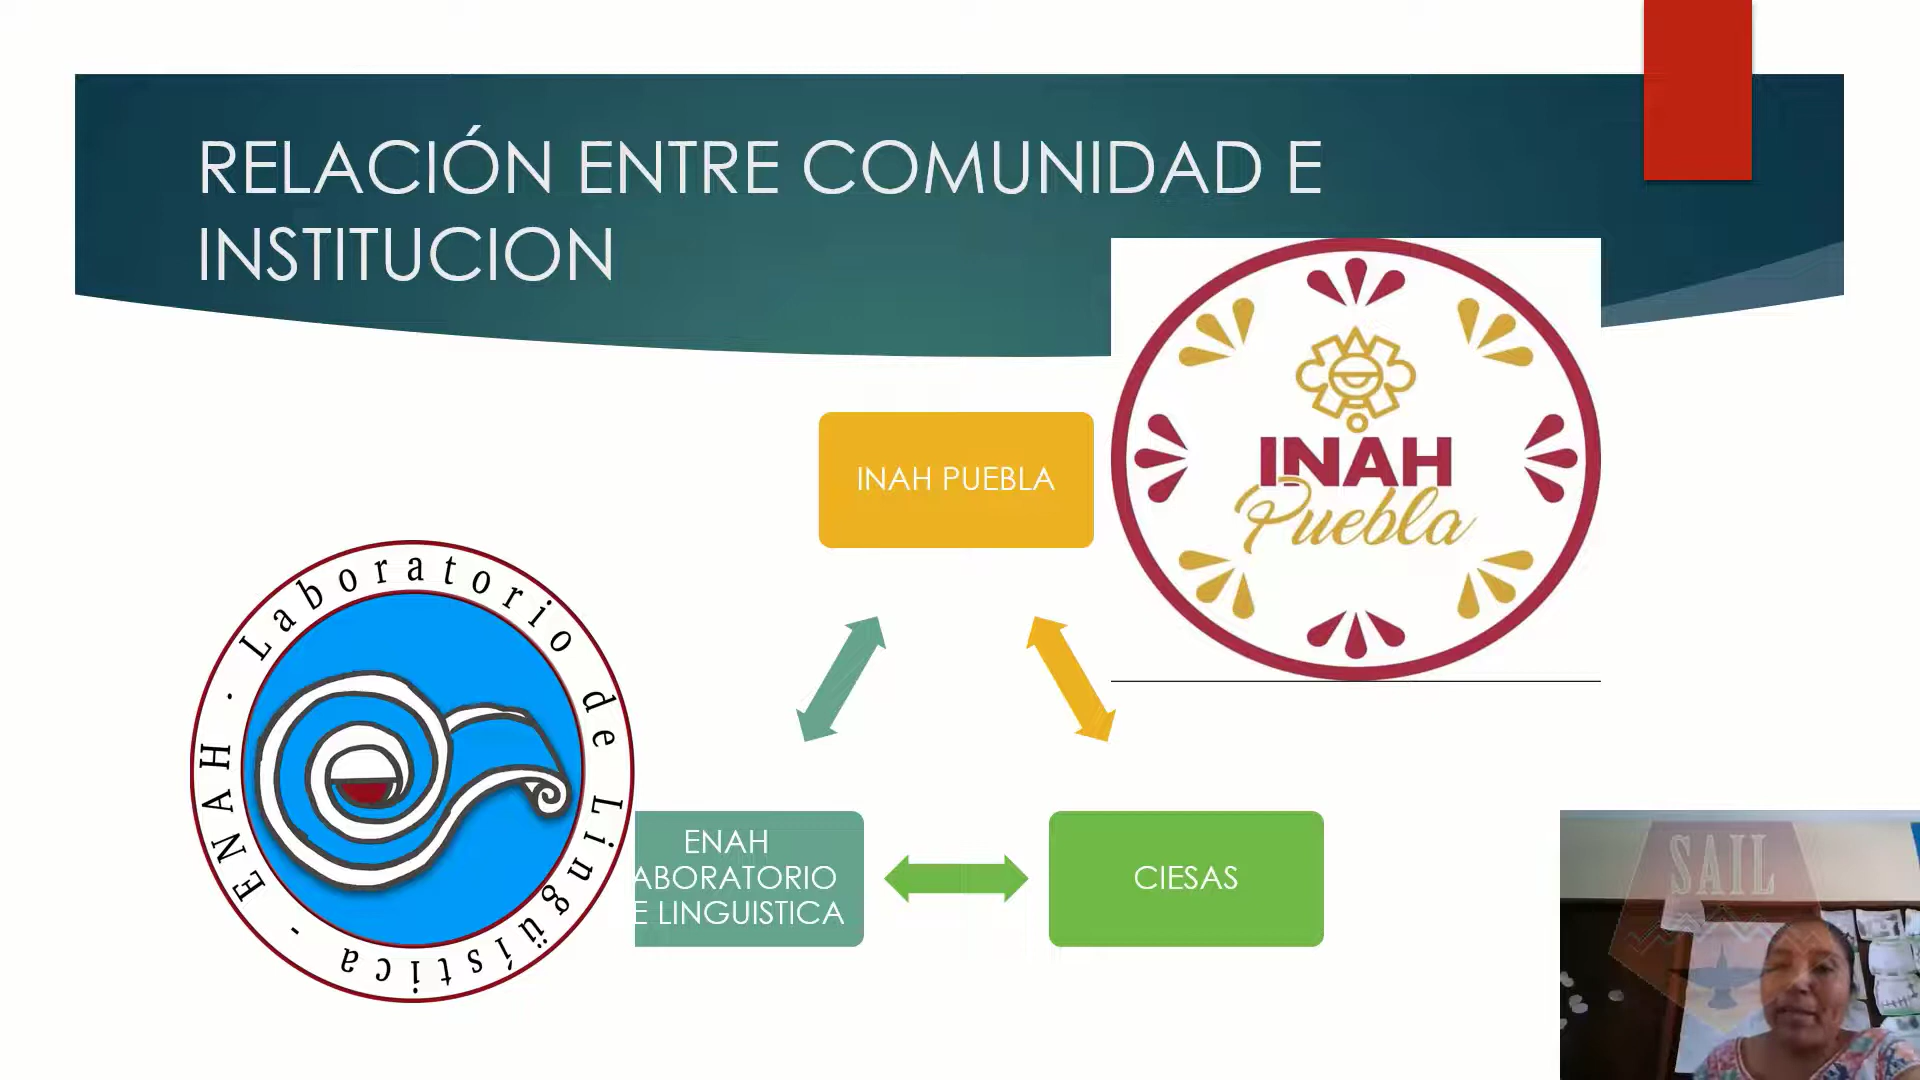 RELACIÓN ENTRE COMUNIDAD E
INSTITUCION
INAH
Puebla
INAH PUEBLA
ENAH · Laboratorio de Lingüística -
ENAH
ABORATORIO
E LINGUISTICA
CIESAS
SAIL